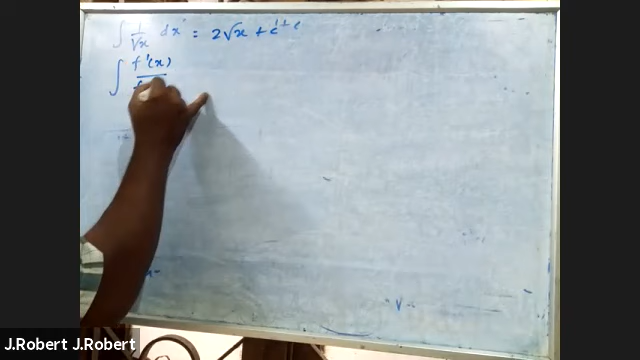 ∫ 1/√x dx = 2√x + c
∫ f'(x)
J.Robert J.Robert